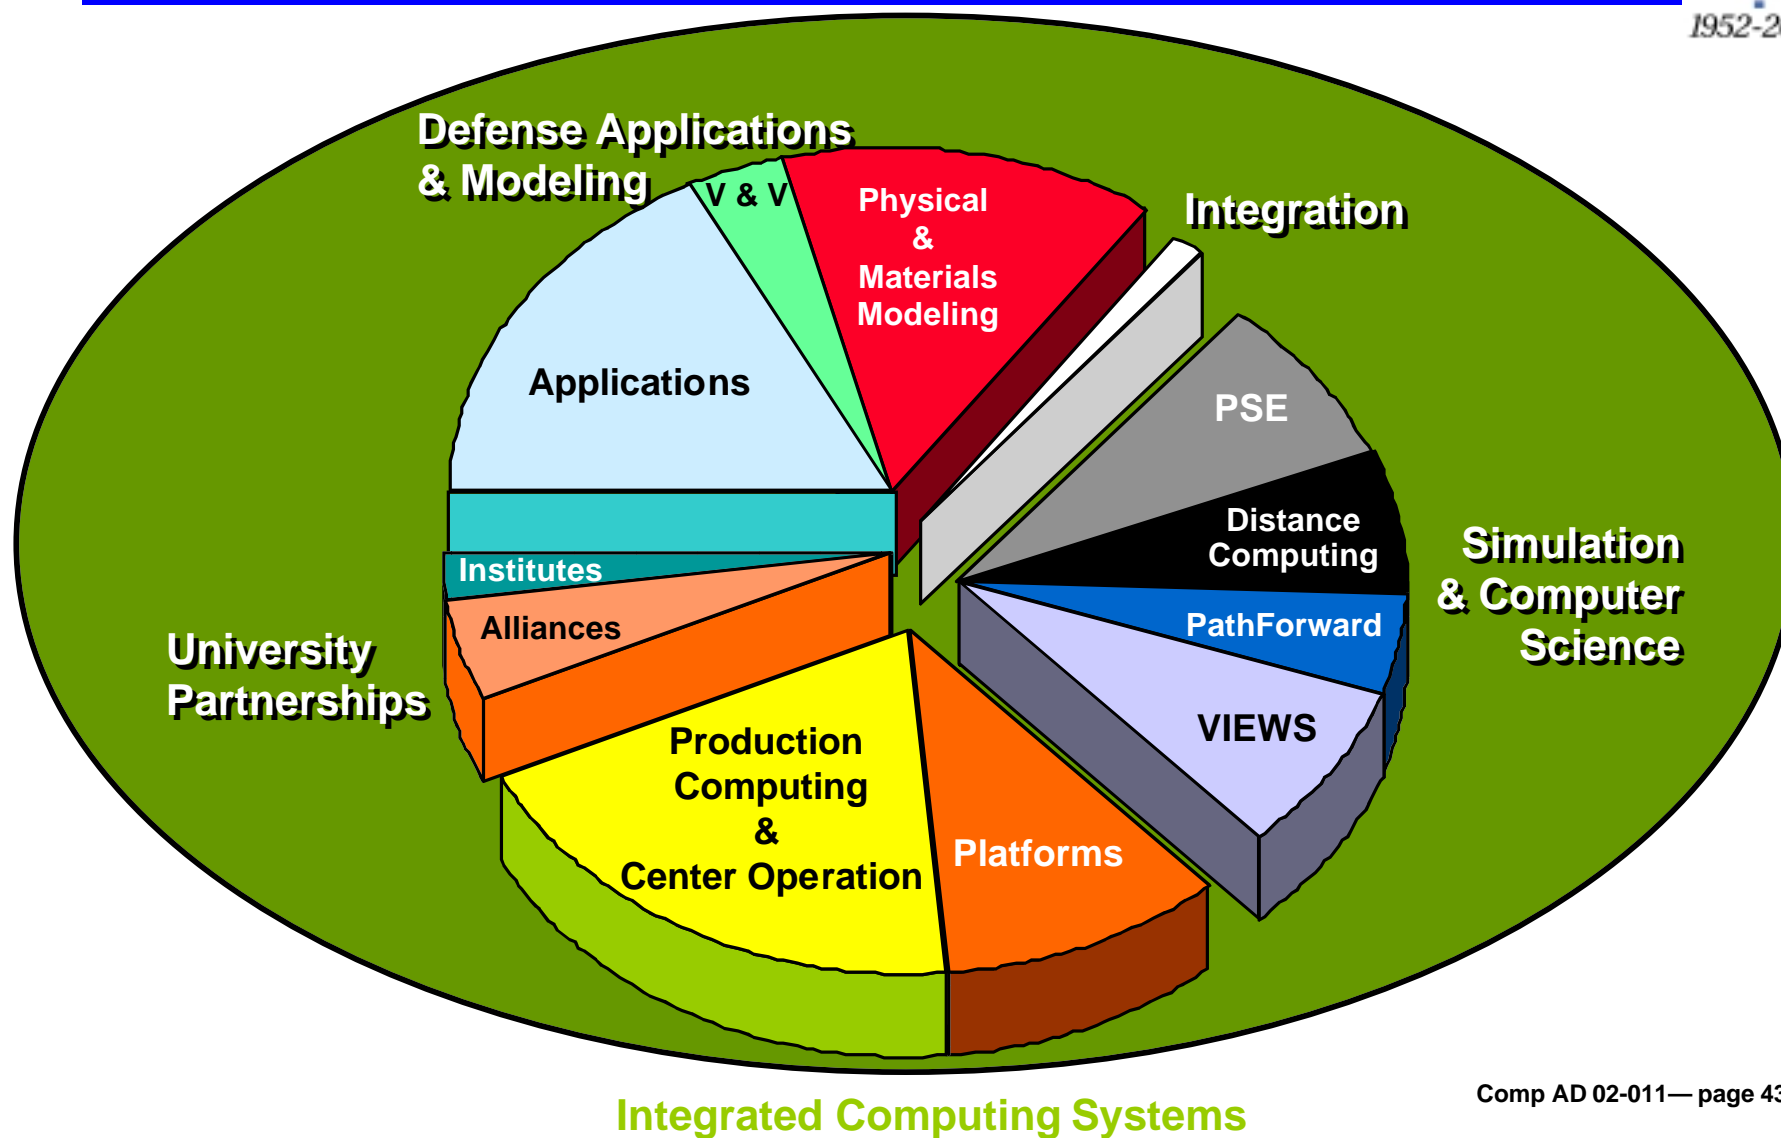 1952-20
Defense Applications
& Modeling
V & V
Physical
&
Materials
Modeling
Integration
Applications
PSE
Distance
Computing
Simulation
& Computer
Science
Institutes
Alliances
PathForward
University
Partnerships
VIEWS
Production
Computing
&
Center Operation
Platforms
Comp AD 02-011— page 43
Integrated Computing Systems